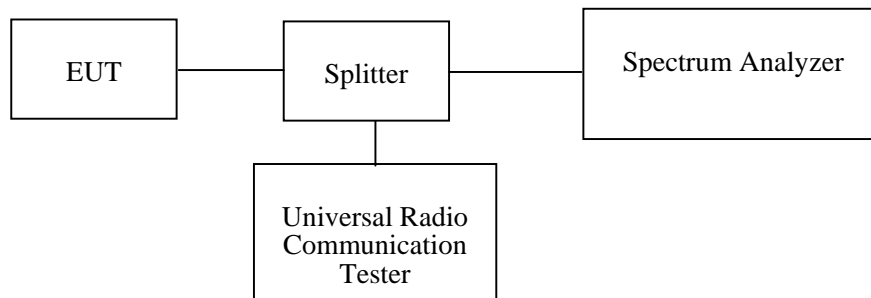 EUT
Splitter
Spectrum Analyzer
Universal Radio
Communication
Tester